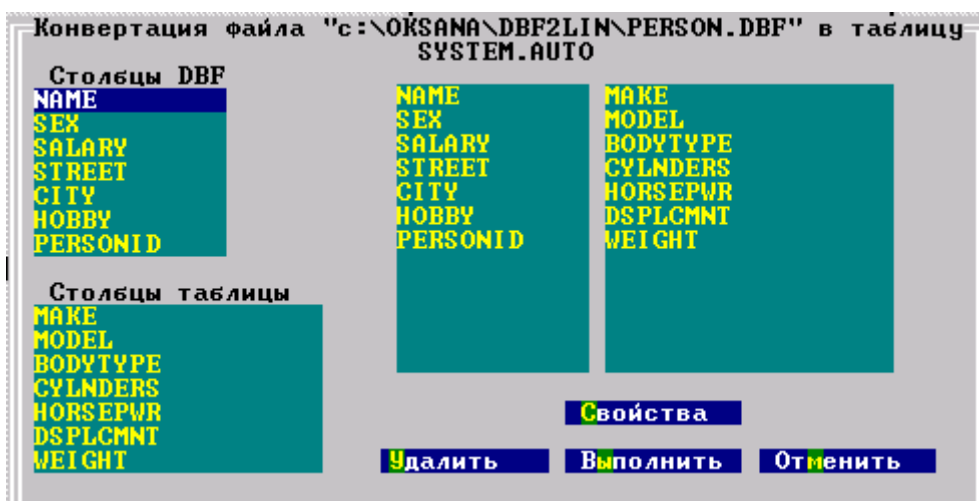 Конвертация файла "c:\OKSANA\DBF2LIN\PERSON.DBF" в таблицу
SYSTEM.AUTO
Столбцы DBF
NAME
SEX
SALARY
STREET
CITY
HOBBY
PERSONID
Столбцы таблицы
MAKE
MODEL
BODYTYPE
CYLNDERS
HORSEPWR
DSPLCMNT
WEIGHT
NAME MAKE
SEX MODEL
SALARY BODYTYPE
STREET CYLNDERS
CITY HORSEPWR
HOBBY DSPLCMNT
PERSONID WEIGHT
Свойства
Удалить Выполнить Отменить